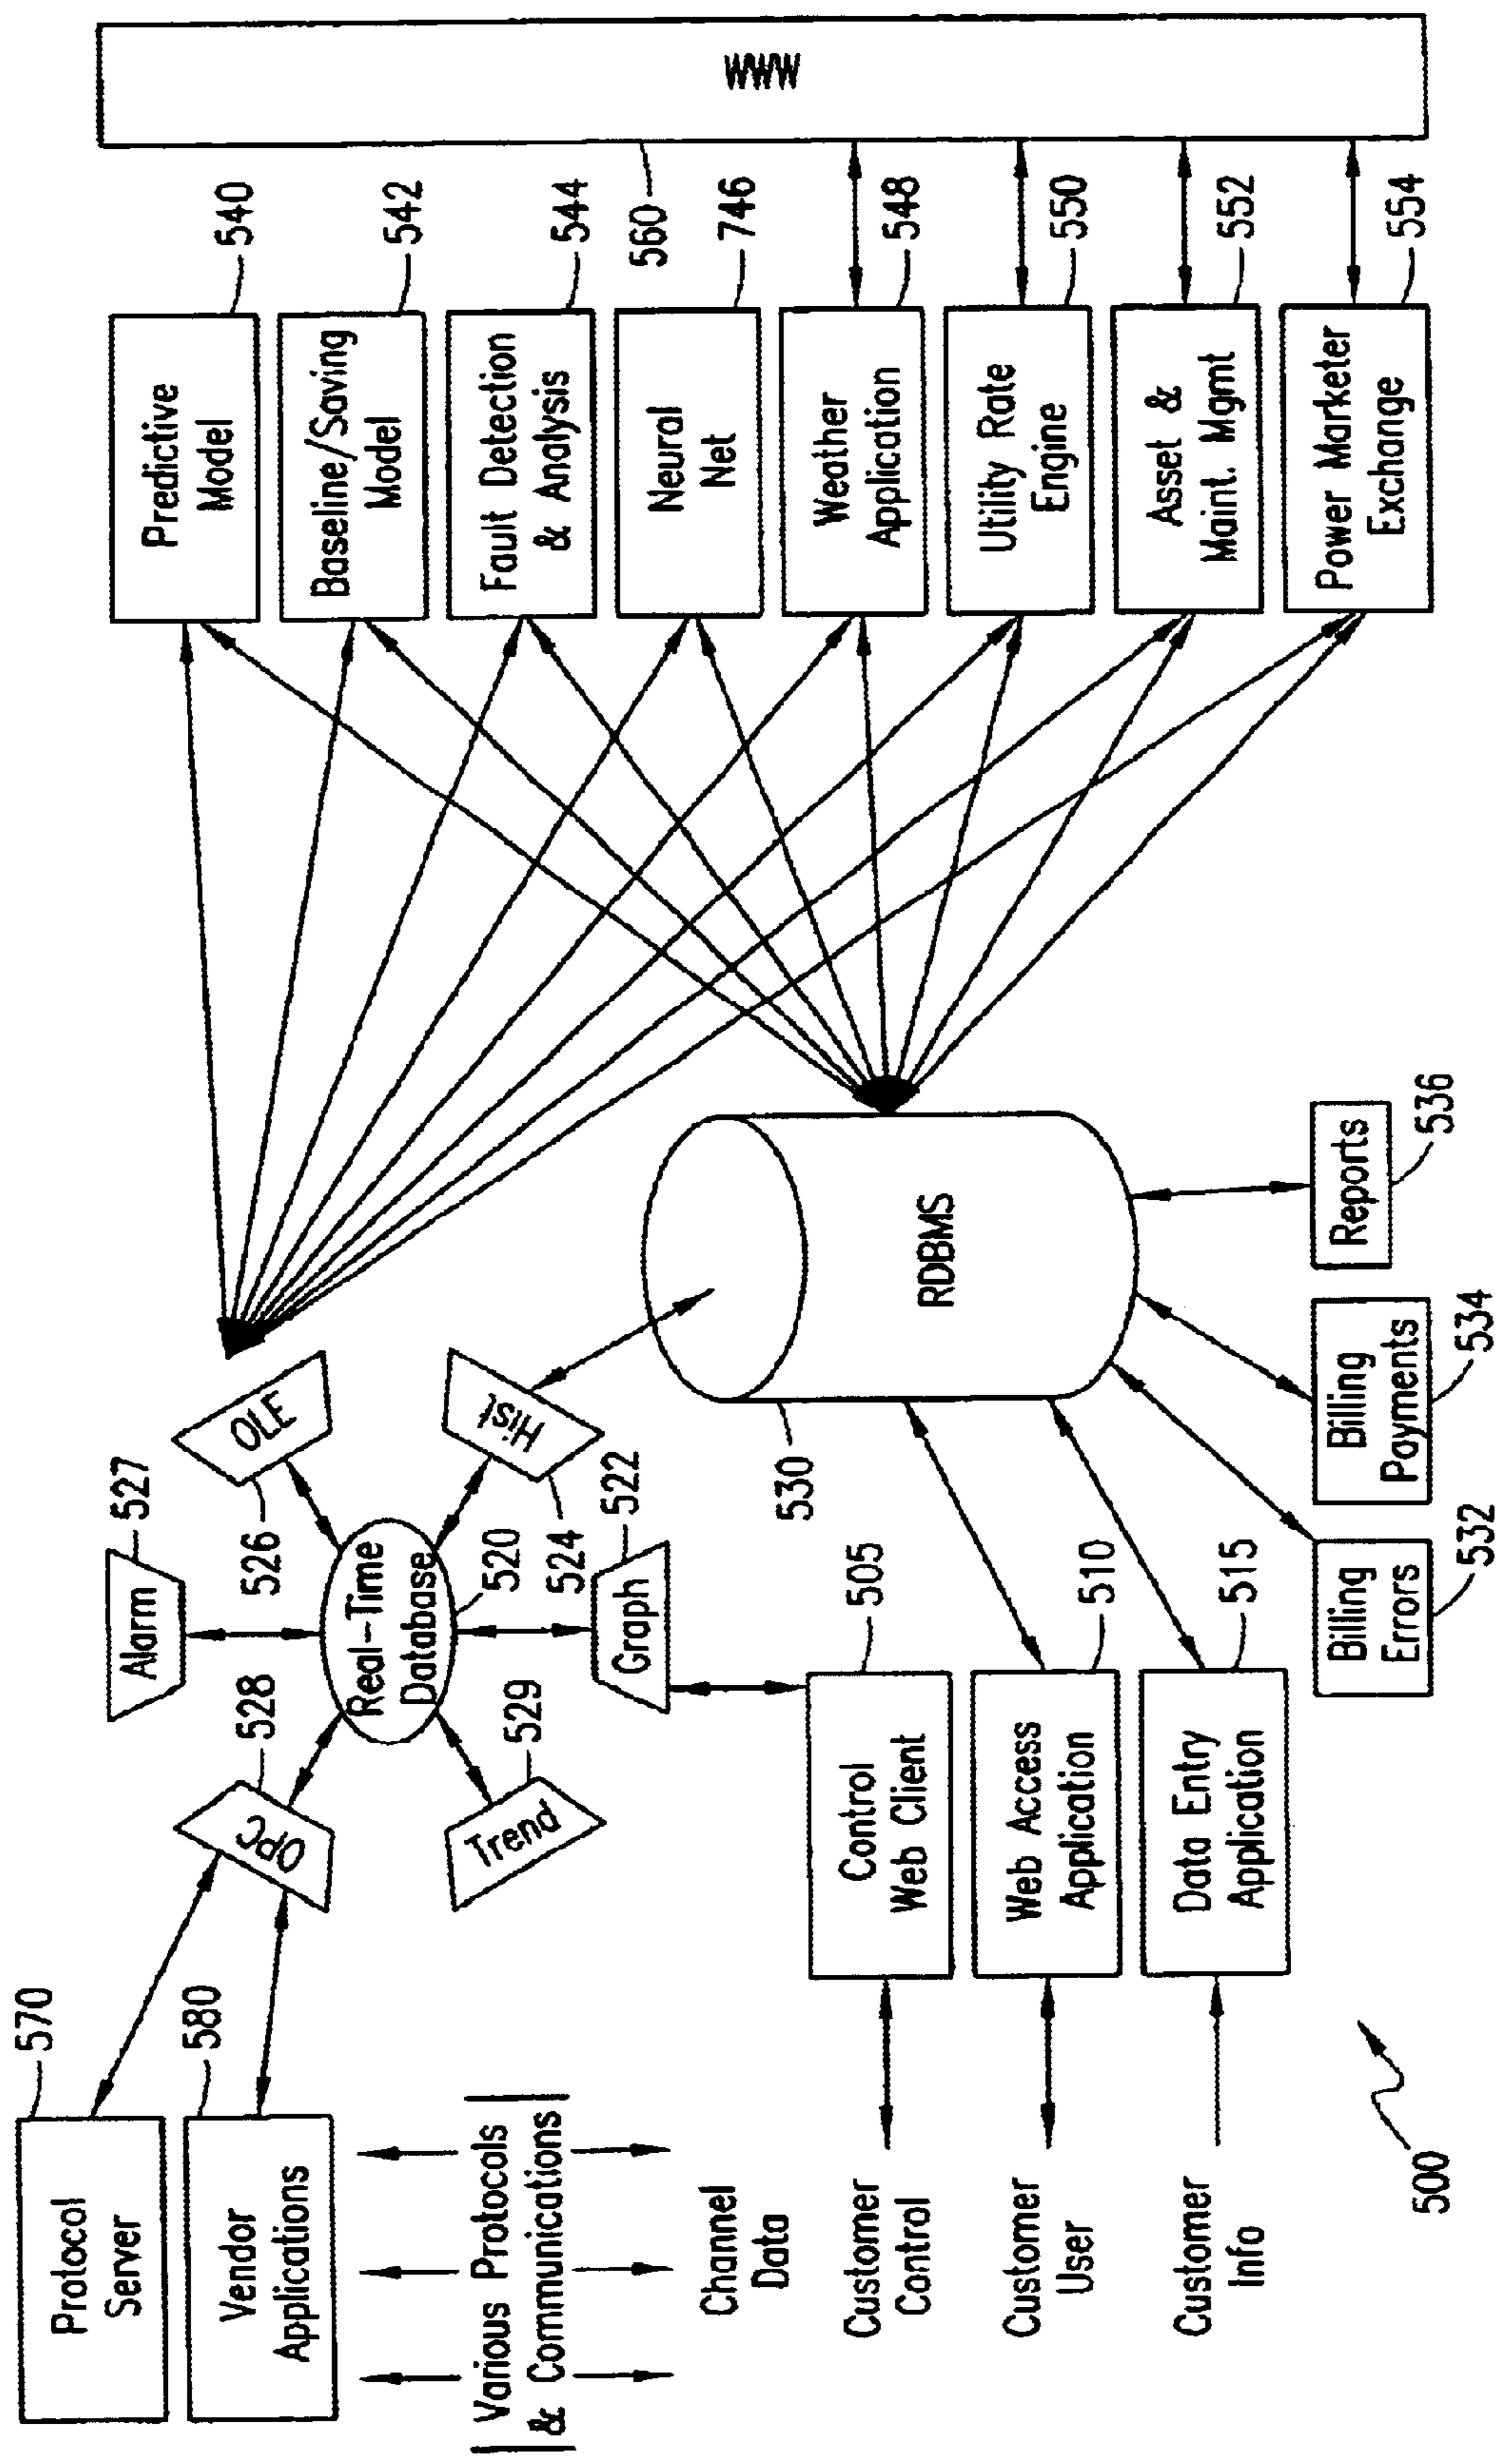 Protocol
Server
570
Vendor
Applications
580
Various Protocols
& Communications
Channel
Data
Customer
Control
Customer
User
Customer
Info
500
OPC
528
Alarm
527
OLE
526
Real-Time
Database
520
Hist
524
Trend
529
Graph
522
Control
Web Client
505
Web Access
Application
510
Data Entry
Application
515
RDBMS
530
Billing
Errors
532
Billing
Payments
534
Reports
536
Predictive
Model
540
Baseline/Saving
Model
542
Fault Detection
& Analysis
544
Neural
Net
746
Weather
Application
548
Utility Rate
Engine
550
Asset &
Maint. Mgmt
552
Power Marketer
Exchange
554
560
WWW